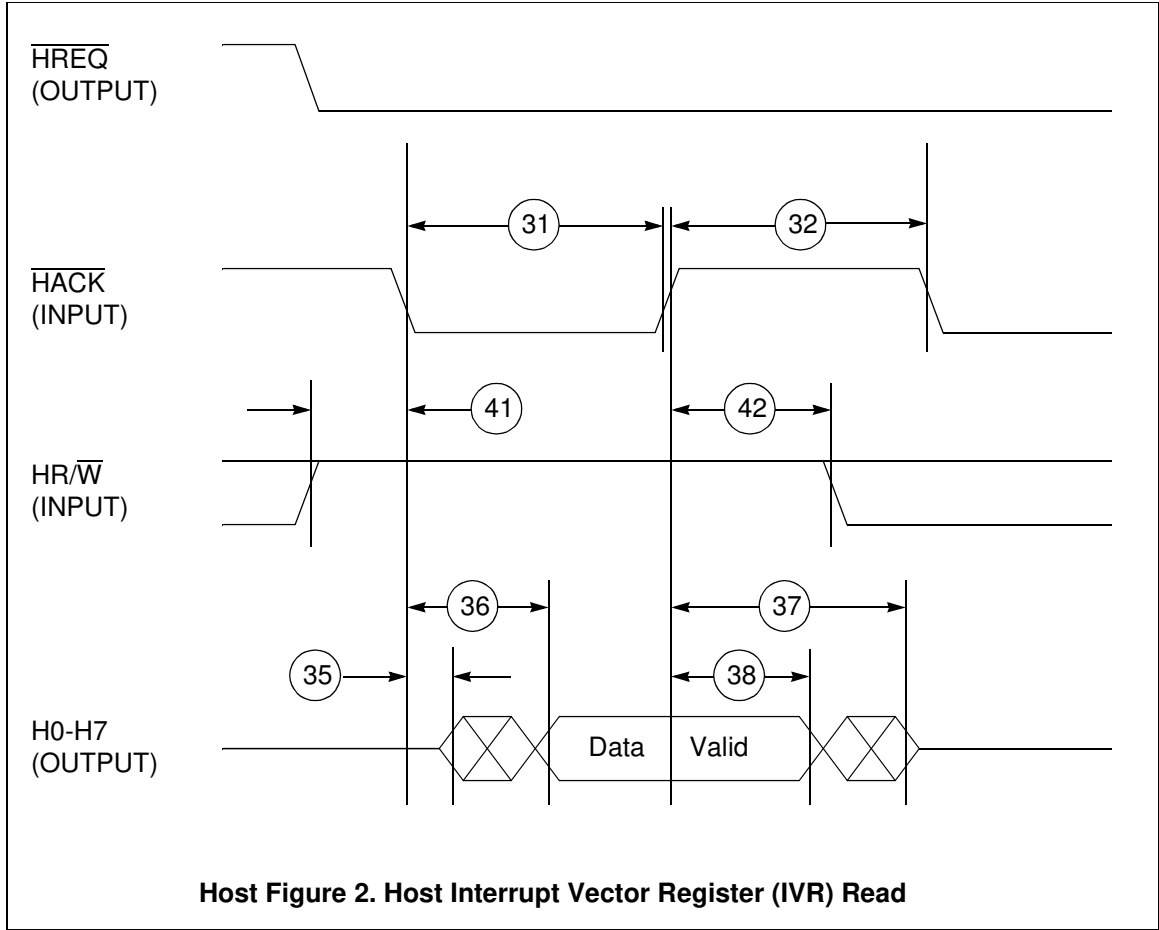 HREQ
(OUTPUT)
31
32
HACK
(INPUT)
41
42
HR/W
(INPUT)
36
37
35
38
H0-H7
(OUTPUT)
Data Valid
Host Figure 2. Host Interrupt Vector Register (IVR) Read